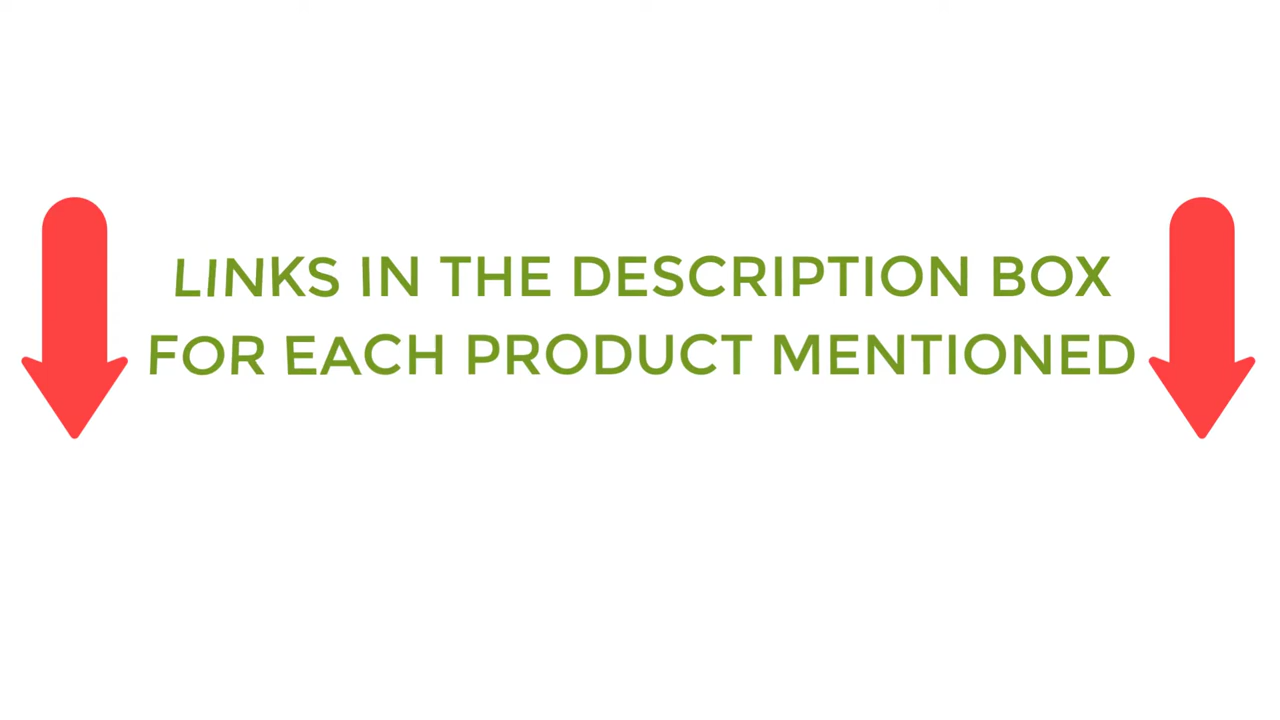 LINKS IN THE DESCRIPTION BOX
FOR EACH PRODUCT MENTIONED